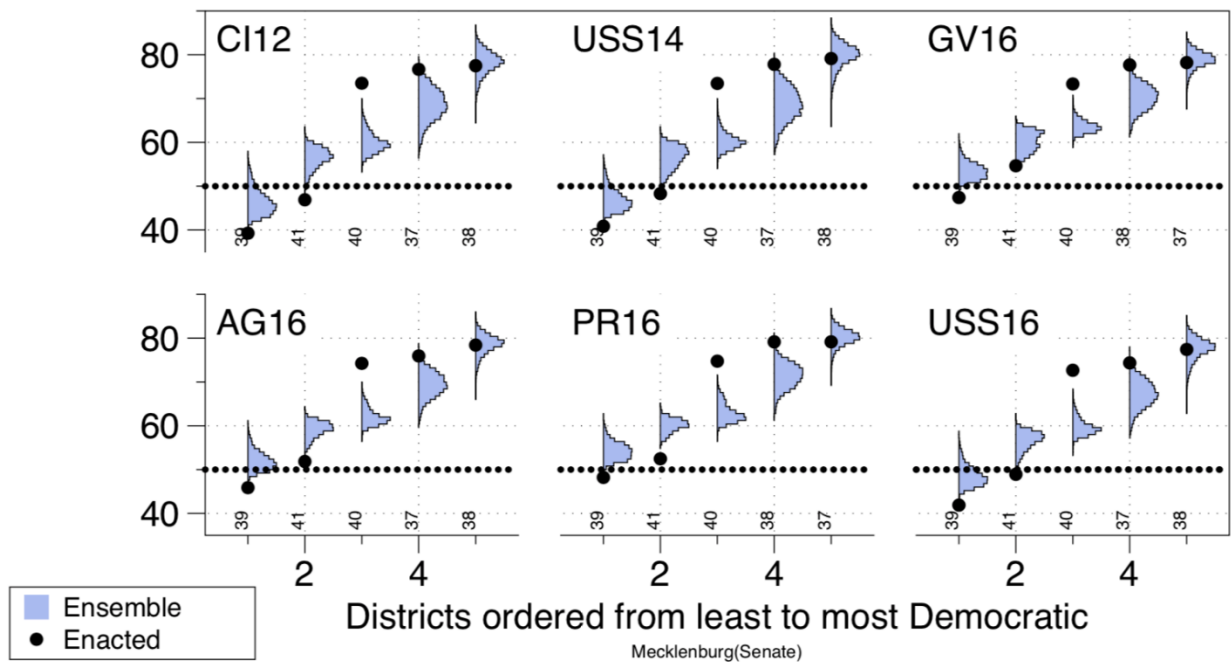 CI12 USS14 GV16
80
60
40
39 41 40 37 38 39 41 40 37 38 39 41 40 38 37
AG16 PR16 USS16
80
60
40
39 41 40 37 38 39 41 40 38 37 39 41 40 37 38
2 4 2 4 2 4
Ensemble
Enacted
Districts ordered from least to most Democratic
Mecklenburg(Senate)